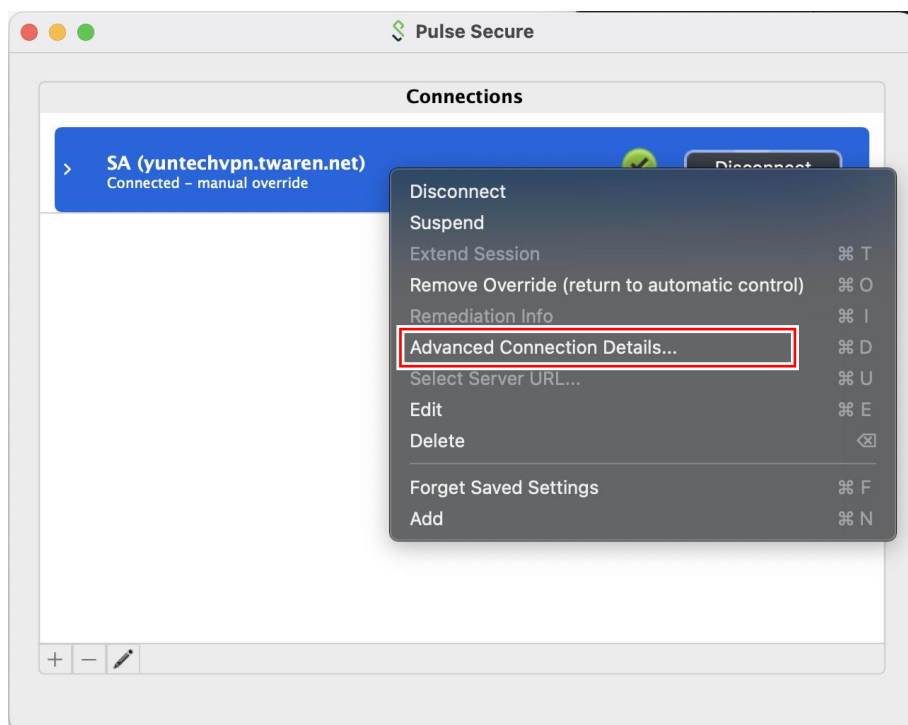 Pulse Secure
Connections
SA (yuntechvpn.twaren.net)
Connected – manual override
Disconnect
Disconnect
Suspend
Extend Session ⌘ T
Remove Override (return to automatic control) ⌘ O
Remediation Info ⌘ I
Advanced Connection Details... ⌘ D
Select Server URL... ⌘ U
Edit ⌘ E
Delete ⌫
Forget Saved Settings ⌘ F
Add ⌘ N